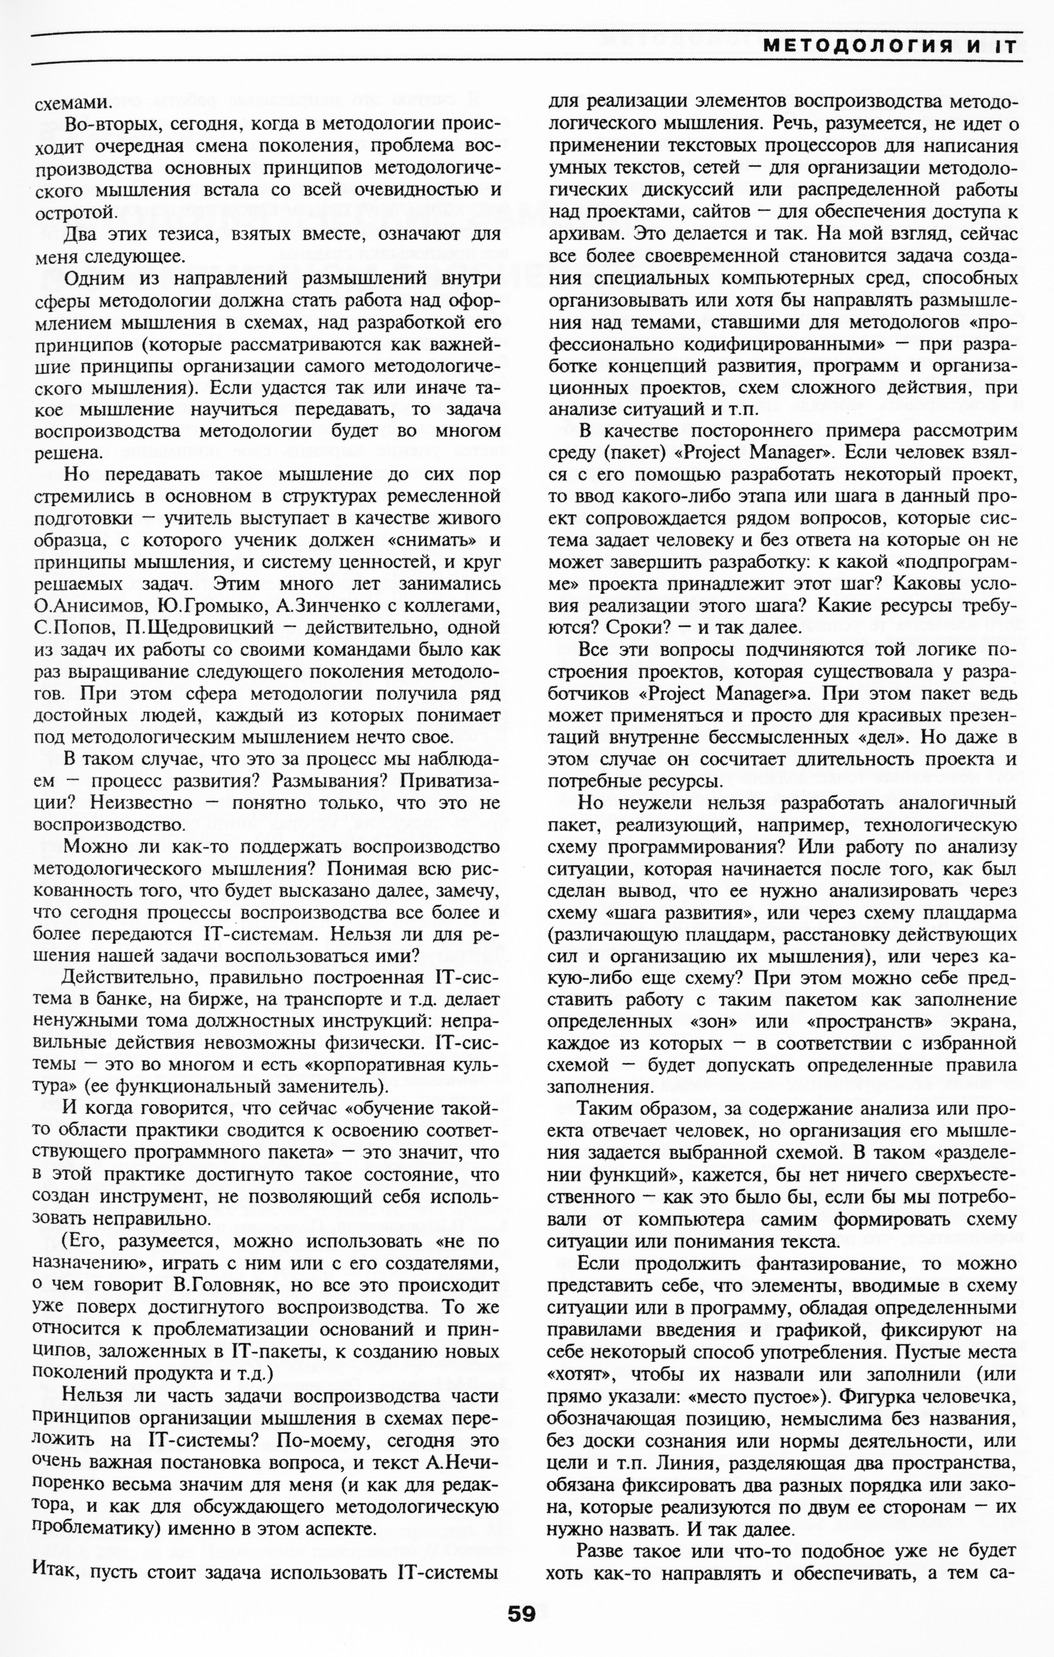 МЕТОДОЛОГИЯ И IT
схемами.
Во-вторых, сегодня, когда в методологии проис-
ходит очередная смена поколения, проблема вос-
производства основных принципов методологиче-
ского мышления встала со всей очевидностью и
остротой.
Два этих тезиса, взятых вместе, означают для
меня следующее.
Одним из направлений размышлений внутри
сферы методологии должна стать работа над офор-
млением мышления в схемах, над разработкой его
принципов (которые рассматриваются как важней-
шие принципы организации самого методологиче-
ского мышления). Если удастся так или иначе та-
кое мышление научиться передавать, то задача
воспроизводства методологии будет во многом
решена.
Но передавать такое мышление до сих пор
стремились в основном в структурах ремесленной
подготовки — учитель выступает в качестве живого
образца, с которого ученик должен «снимать» и
принципы мышления, и систему ценностей, и круг
решаемых задач. Этим много лет занимались
О.Анисимов, Ю.Громыко, А.Зинченко с коллегами,
С.Попов, П.Щедровицкий — действительно, одной
из задач их работы со своими командами было как
раз выращивание следующего поколения методоло-
гов. При этом сфера методологии получила ряд
достойных людей, каждый из которых понимает
под методологическим мышлением нечто свое.
В таком случае, что это за процесс мы наблюда-
ем — процесс развития? Размывания? Приватиза-
ции? Неизвестно — понятно только, что это не
воспроизводство.
Можно ли как-то поддержать воспроизводство
методологического мышления? Понимая всю рис-
кованность того, что будет высказано далее, замечу,
что сегодня процессы воспроизводства все более и
более передаются IT-системам. Нельзя ли для ре-
шения нашей задачи воспользоваться ими?
Действительно, правильно построенная IT-сис-
тема в банке, на бирже, на транспорте и т.д. делает
ненужными тома должностных инструкций: непра-
вильные действия невозможны физически. IT-сис-
темы — это во многом и есть «корпоративная куль-
тура» (ее функциональный заменитель).
И когда говорится, что сейчас «обучение такой-
то области практики сводится к освоению соответ-
ствующего программного пакета» — это значит, что
в этой практике достигнуто такое состояние, что
создан инструмент, не позволяющий себя исполь-
зовать неправильно.
(Его, разумеется, можно использовать «не по
назначению», играть с ним или с его создателями,
о чем говорит В.Головняк, но все это происходит
уже поверх достигнутого воспроизводства. То же
относится к проблематизации оснований и прин-
ципов, заложенных в IT-пакеты, к созданию новых
поколений продукта и т.д.)
Нельзя ли часть задачи воспроизводства части
принципов организации мышления в схемах пере-
ложить на IT-системы? По-моему, сегодня это
очень важная постановка вопроса, и текст А.Нечи-
поренко весьма значим для меня (и как для редак-
тора, и как для обсуждающего методологическую
проблематику) именно в этом аспекте.
Итак, пусть стоит задача использовать IT-системы
для реализации элементов воспроизводства методо-
логического мышления. Речь, разумеется, не идет о
применении текстовых процессоров для написания
умных текстов, сетей — для организации методоло-
гических дискуссий или распределенной работы
над проектами, сайтов — для обеспечения доступа к
архивам. Это делается и так. На мой взгляд, сейчас
все более своевременной становится задача созда-
ния специальных компьютерных сред, способных
организовывать или хотя бы направлять размышле-
ния над темами, ставшими для методологов «про-
фессионально кодифицированными» — при разра-
ботке концепций развития, программ и организа-
ционных проектов, схем сложного действия, при
анализе ситуаций и т.п.
В качестве постороннего примера рассмотрим
среду (пакет) «Project Manager». Если человек взял-
ся с его помощью разработать некоторый проект,
то ввод какого-либо этапа или шага в данный про-
ект сопровождается рядом вопросов, которые сис-
тема задает человеку и без ответа на которые он не
может завершить разработку: к какой «подпрограм-
ме» проекта принадлежит этот шаг? Каковы усло-
вия реализации этого шага? Какие ресурсы требу-
ются? Сроки? — и так далее.
Все эти вопросы подчиняются той логике по-
строения проектов, которая существовала у разра-
ботчиков «Project Manager»а. При этом пакет ведь
может применяться и просто для красивых презен-
таций внутренне бессмысленных «дел». Но даже в
этом случае он сосчитает длительность проекта и
потребные ресурсы.
Но неужели нельзя разработать аналогичный
пакет, реализующий, например, технологическую
схему программирования? Или работу по анализу
ситуации, которая начинается после того, как был
сделан вывод, что ее нужно анализировать через
схему «шага развития», или через схему плацдарма
(различающую плацдарм, расстановку действующих
сил и организацию их мышления), или через ка-
кую-либо еще схему? При этом можно себе пред-
ставить работу с таким пакетом как заполнение
определенных «зон» или «пространств» экрана,
каждое из которых — в соответствии с избранной
схемой — будет допускать определенные правила
заполнения.
Таким образом, за содержание анализа или про-
екта отвечает человек, но организация его мышле-
ния задается выбранной схемой. В таком «разделе-
нии функций», кажется, бы нет ничего сверхъесте-
ственного — как это было бы, если бы мы потребо-
вали от компьютера самим формировать схему
ситуации или понимания текста.
Если продолжить фантазирование, то можно
представить себе, что элементы, вводимые в схему
ситуации или в программу, обладая определенными
правилами введения и графикой, фиксируют на
себе некоторый способ употребления. Пустые места
«хотят», чтобы их назвали или заполнили (или
прямо указали: «место пустое»). Фигурка человечка,
обозначающая позицию, немыслима без названия,
без доски сознания или нормы деятельности, или
цели и т.п. Линия, разделяющая два пространства,
обязана фиксировать два разных порядка или зако-
на, которые реализуются по двум ее сторонам — их
нужно назвать. И так далее.
Разве такое или что-то подобное уже не будет
хоть как-то направлять и обеспечивать, а тем са-
59